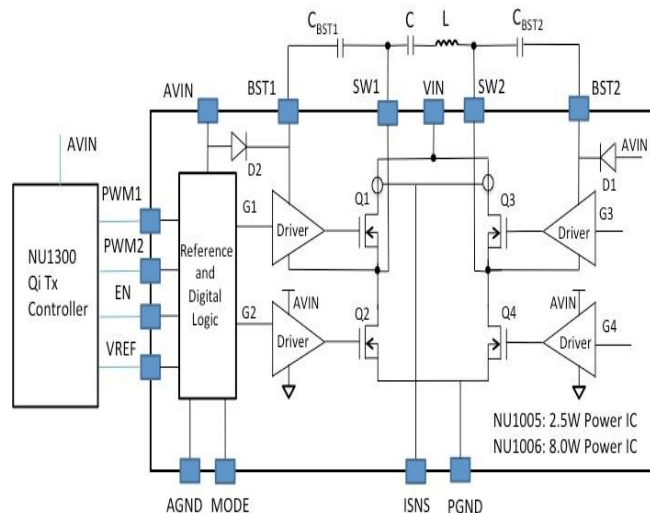 CBST1 C L CBST2
AVIN BST1 SW1 VIN SW2 BST2
AVIN
D2
D1
AVIN
PWM1
PWM2
EN
VREF
NU1300
Qi Tx
Controller
Reference
and
Digital
Logic
G1
Driver
Q1
Q3
Driver
G3
G2
AVIN
Driver
Q2
Q4
AVIN
Driver
G4
NU1005: 2.5W Power IC
NU1006: 8.0W Power IC
AGND MODE ISNS PGND